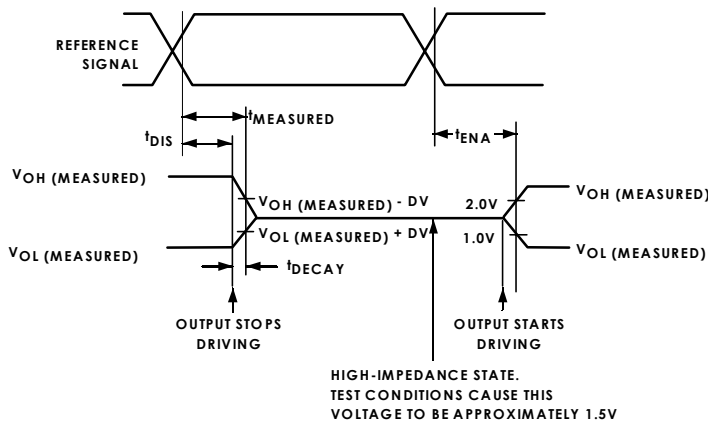 REFERENCE
SIGNAL
tMEASURED
tDIS
tENA
VOH (MEASURED)
VOH (MEASURED) - DV
2.0V
VOH (MEASURED)
VOL (MEASURED)
VOL (MEASURED) + DV
1.0V
VOL (MEASURED)
tDECAY
OUTPUT STOPS
DRIVING
OUTPUT STARTS
DRIVING
HIGH-IMPEDANCE STATE.
TEST CONDITIONS CAUSE THIS
VOLTAGE TO BE APPROXIMATELY 1.5V